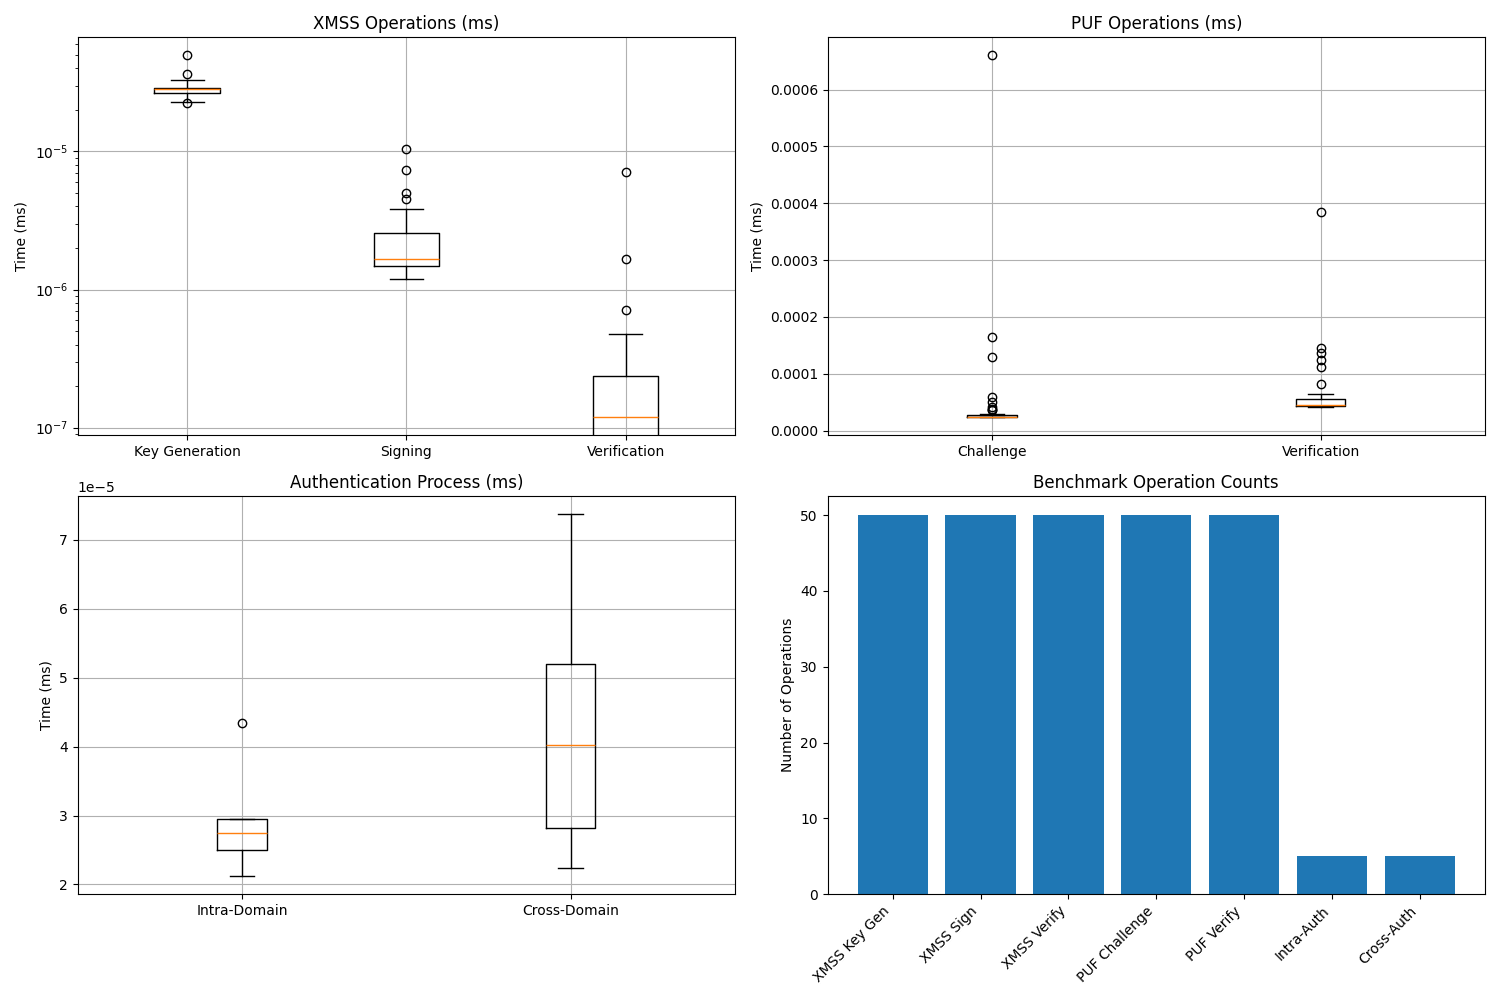 XMSS Operations (ms)
Time (ms)
10⁻⁵
10⁻⁶
10⁻⁷
Key Generation
Signing
Verification
PUF Operations (ms)
Time (ms)
0.0006
0.0005
0.0004
0.0003
0.0002
0.0001
0.0000
Challenge
Verification
Authentication Process (ms)
1e−5
Time (ms)
7
6
5
4
3
2
Intra-Domain
Cross-Domain
Benchmark Operation Counts
Number of Operations
50
40
30
20
10
0
XMSS Key Gen
XMSS Sign
XMSS Verify
PUF Challenge
PUF Verify
Intra-Auth
Cross-Auth